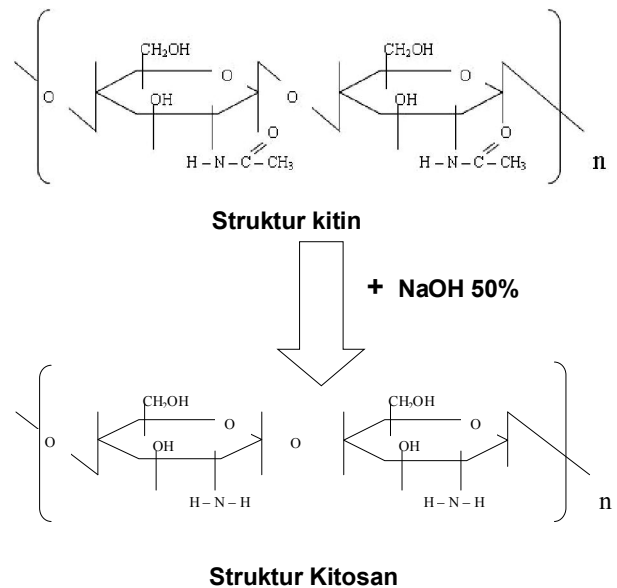 CH₂OH CH₂OH
O O
O OH O OH
O O
H – N – C – CH₃ H – N – C – CH₃
n
Struktur kitin
+ NaOH 50%
CH₂OH CH₂OH
O O
O OH O OH
H – N – H H – N – H
n
Struktur Kitosan